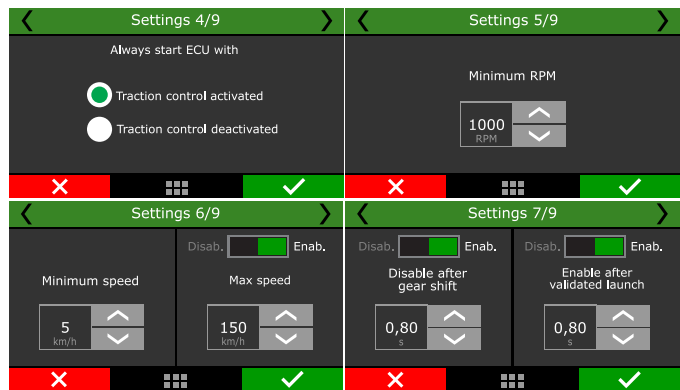 Settings 4/9
Always start ECU with
Traction control activated
Traction control deactivated
Settings 5/9
Minimum RPM
1000
RPM
Settings 6/9
Minimum speed
5
km/h
Disab. Enab.
Max speed
150
km/h
Settings 7/9
Disab. Enab.
Disable after
gear shift
0,80
s
Disab. Enab.
Enable after
validated launch
0,80
s